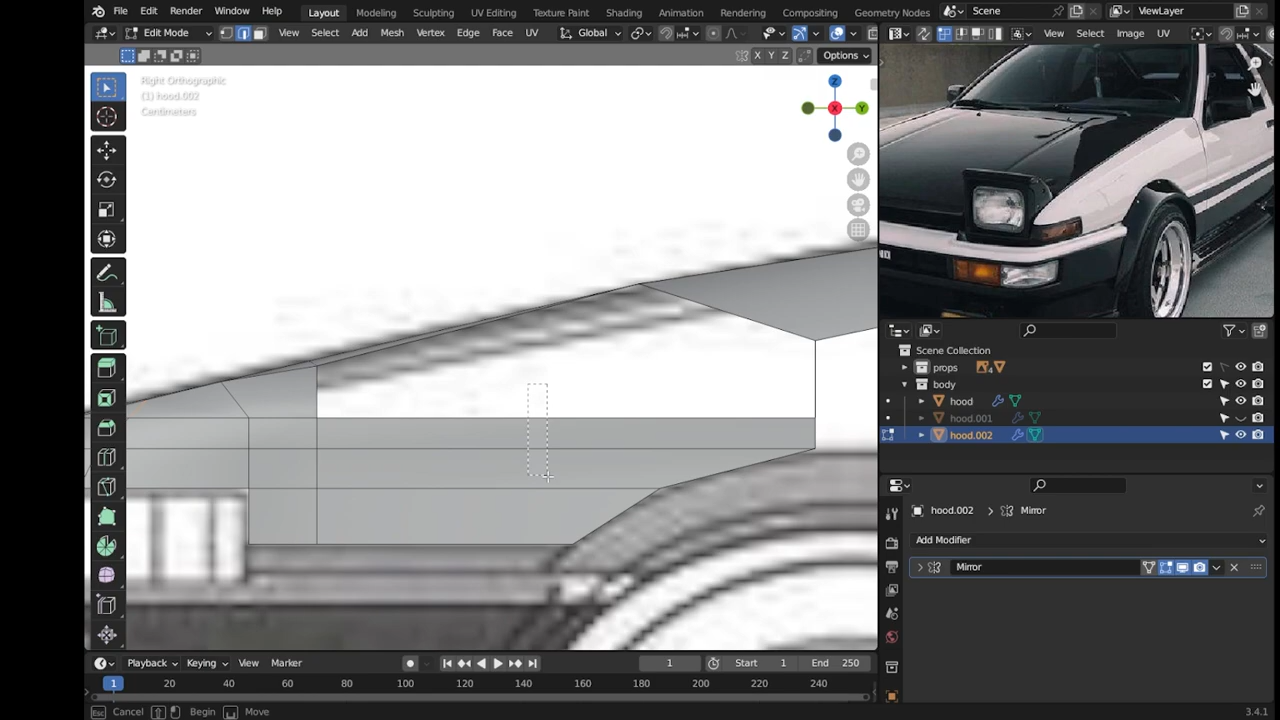 File Edit Render Window Help Layout Modeling Sculpting UV Editing Texture Paint Shading Animation Rendering Compositing Geometry Nodes Scene ViewLayer
Edit Mode View Select Add Mesh Vertex Edge Face UV Global View Select Image UV
X Y Z Options
Right Orthographic
(1) hood.002
Centimeters
Z
X
Y
Scene Collection
props 4
body
hood
hood.001
hood.002
hood.002 Mirror
Add Modifier
Mirror
Playback Keying View Marker 1 Start 1 End 250
1 20 40 60 80 100 120 140 160 180 200 220 240
Esc Cancel Begin Move 3.4.1